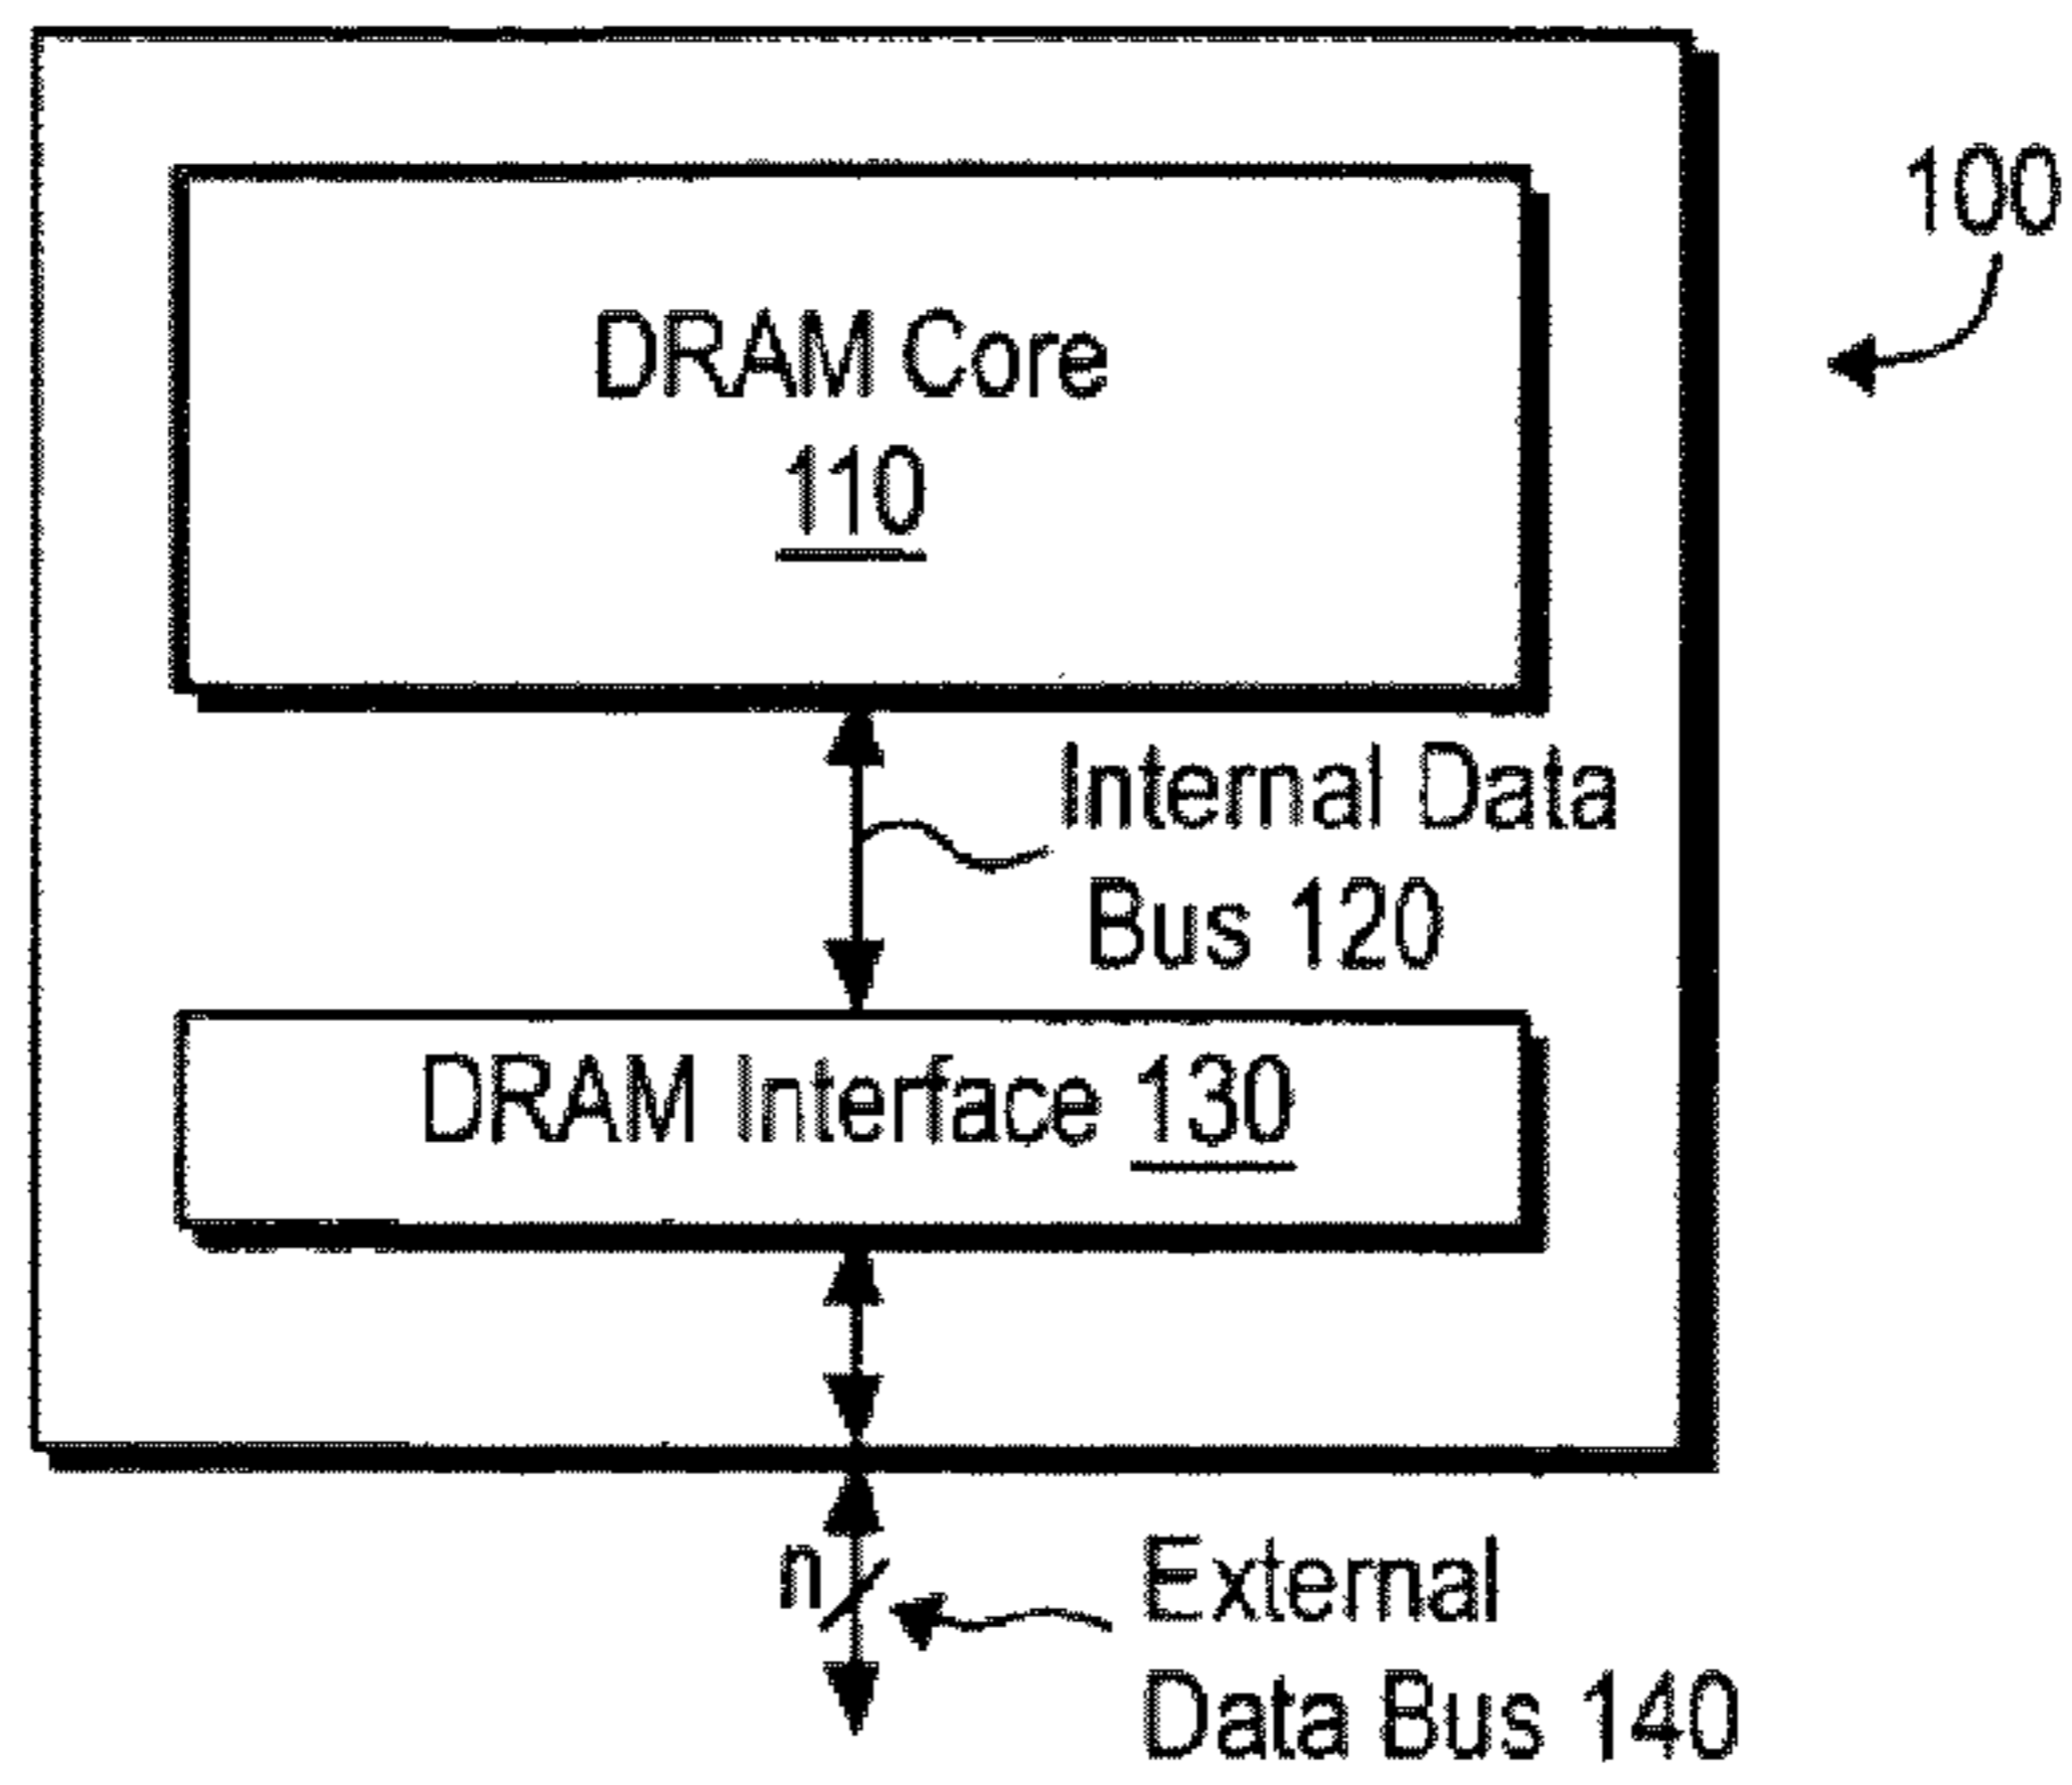 100
DRAM Core
110
Internal Data
Bus 120
DRAM Interface 130
n
External
Data Bus 140